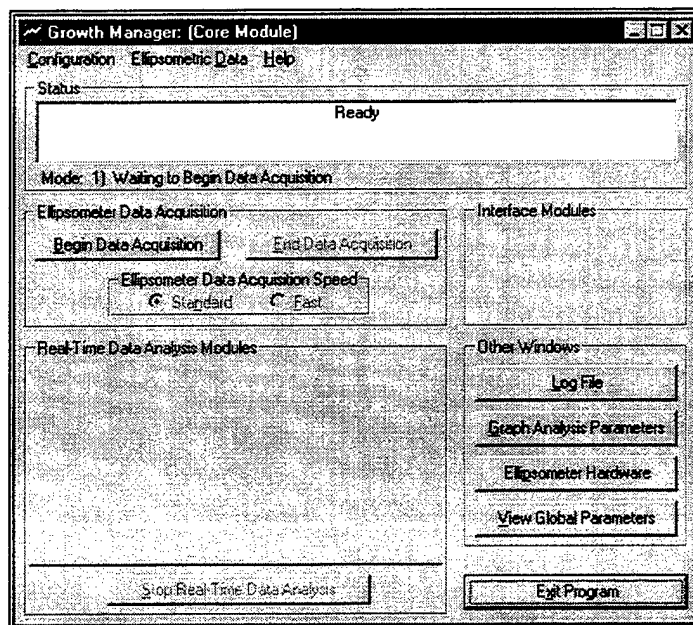 Growth Manager: (Core Module)
Configuration Ellipsometric Data Help
Status
Ready
Mode: 1) Waiting to Begin Data Acquisition
Ellipsometer Data Acquisition
Begin Data Acquisition End Data Acquisition
Ellipsometer Data Acquisition Speed
Standard Fast
Interface Modules
Real-Time Data Analysis Modules
Stop Real-Time Data Analysis
Other Windows
Log File
Graph Analysis Parameters
Ellipsometer Hardware
View Global Parameters
Exit Program